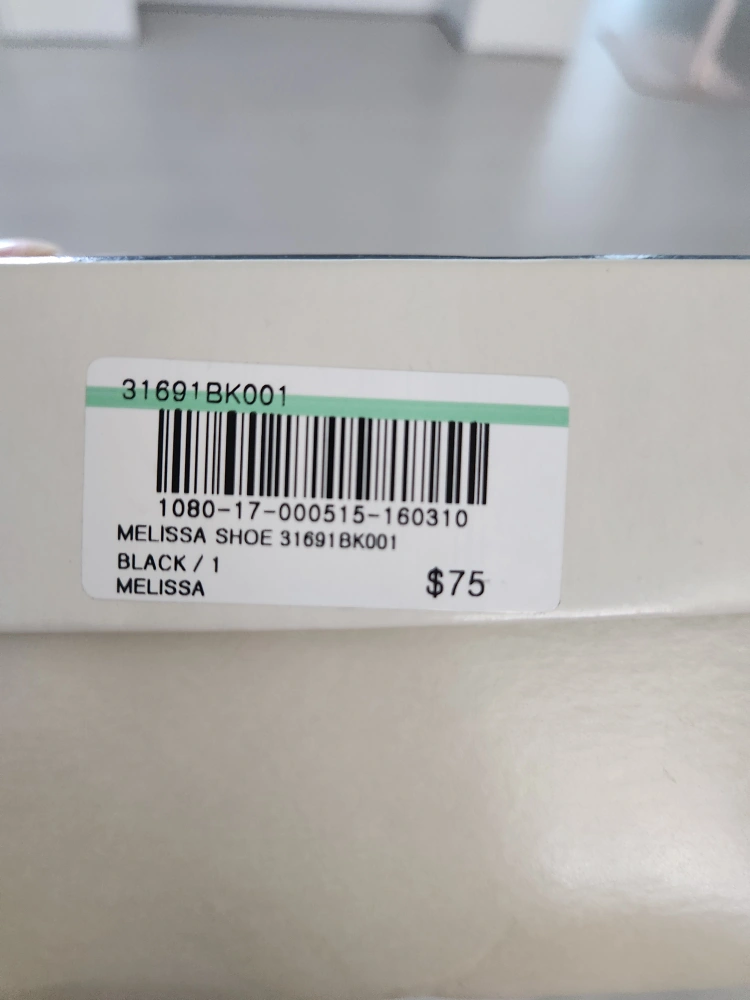 31691BK001
1080-17-000515-160310
MELISSA SHOE 31691BK001
BLACK / 1
MELISSA
$75